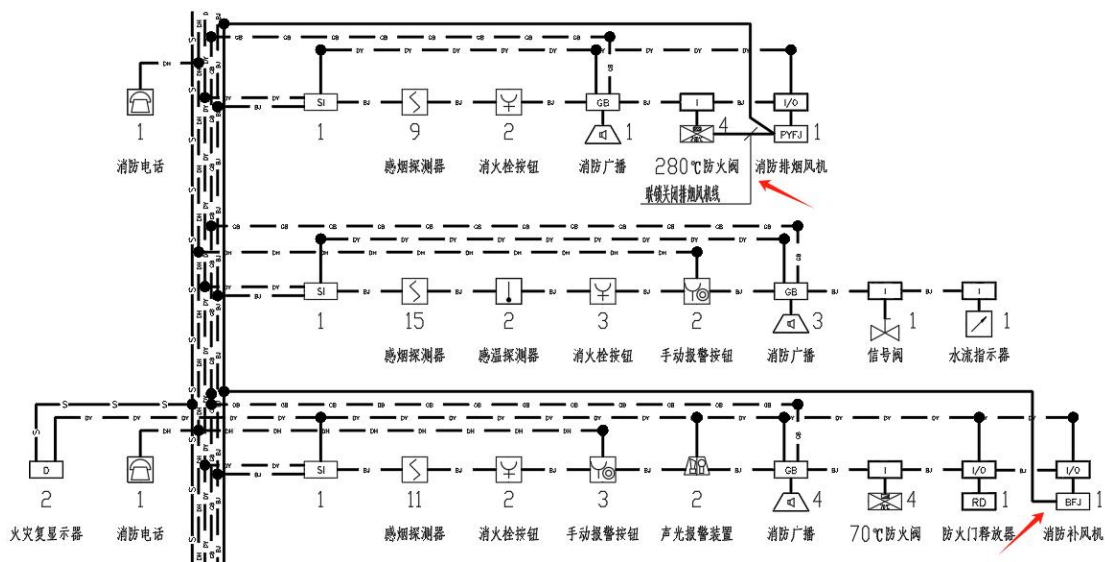 SI GB I I/O
1 1 9 2 1 4 PYFJ 1
消防电话 感烟探测器 消火栓按钮 消防广播 280℃防火阀 消防排烟风机
联锁关闭排烟风机线
SI GB I I
1 15 2 3 2 3 1 1
感烟探测器 感温探测器 消火栓按钮 手动报警按钮 消防广播 信号阀 水流指示器
D SI GB I I/O I/O
2 1 1 11 2 3 2 4 4 RD 1 BFJ 1
火灾复显示器 消防电话 感烟探测器 消火栓按钮 手动报警按钮 声光报警装置 消防广播 70℃防火阀 防火门释放器 消防补风机